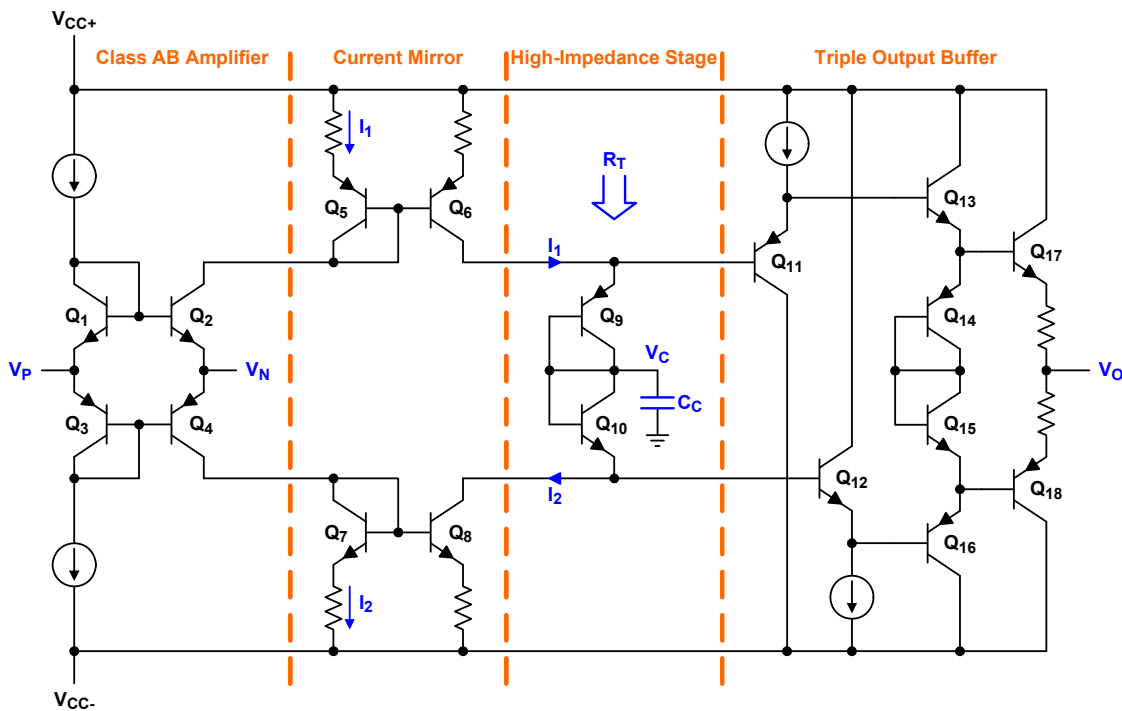 VCC+
Class AB Amplifier
Current Mirror
High-Impedance Stage
Triple Output Buffer
I1
RT
Q5
Q6
Q13
I1
Q11
Q17
Q1
Q2
Q9
Q14
VP
VN
VC
VO
CC
Q3
Q4
Q10
Q15
I2
Q12
Q18
Q7
Q8
Q16
I2
VCC-